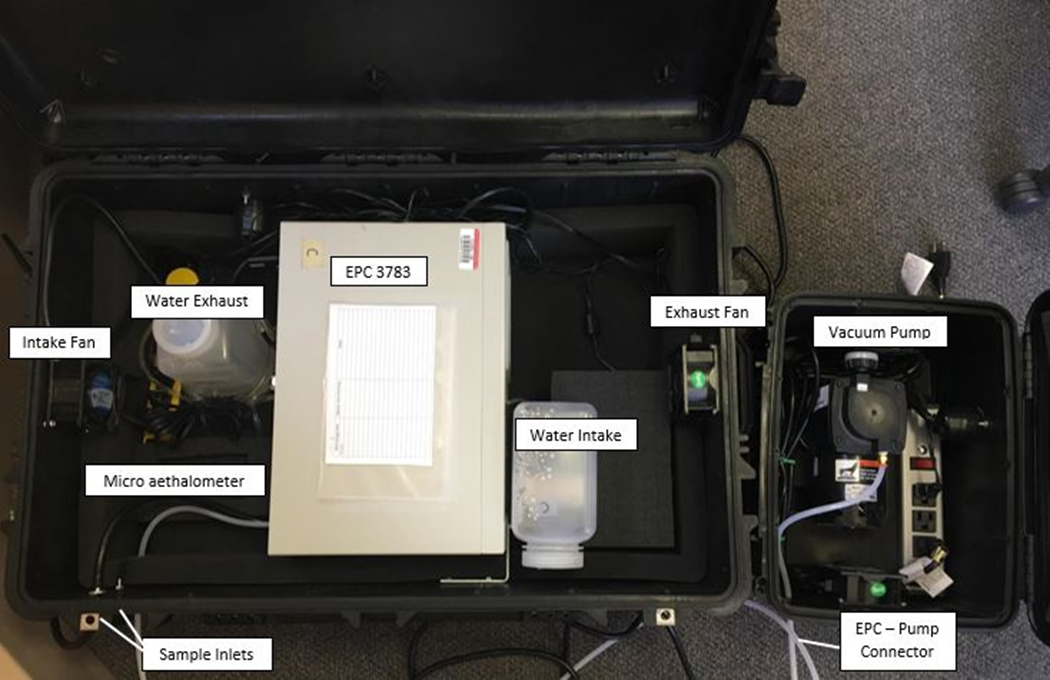 EPC 3783
Water Exhaust
Exhaust Fan
Intake Fan
Vacuum Pump
Water Intake
Micro aethalometer
Sample Inlets
EPC – Pump
Connector
C